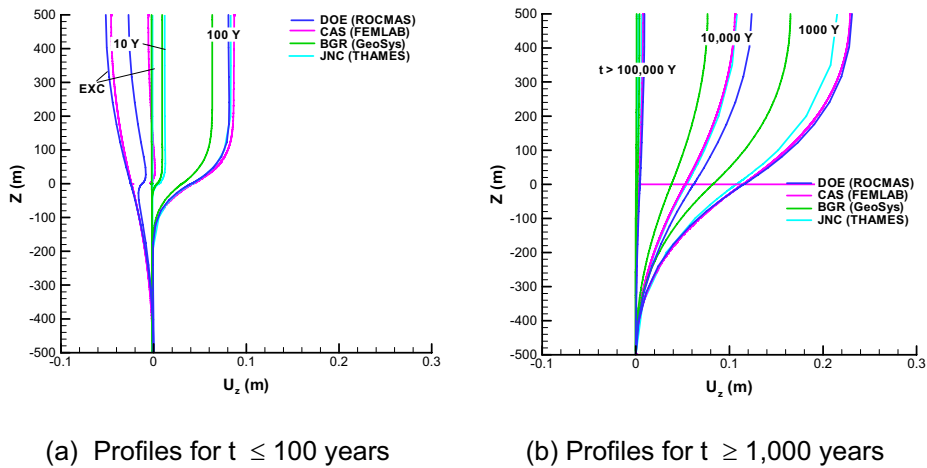 500
400
300
200
100
0
-100
-200
-300
-400
-500
Z (m)
-0.1
0
0.1
0.2
0.3
U_z (m)
EXC
10 Y
100 Y
DOE (ROCMAS)
CAS (FEMLAB)
BGR (GeoSys)
JNC (THAMES)
(a) Profiles for t ≤ 100 years
500
400
300
200
100
0
-100
-200
-300
-400
-500
Z (m)
-0.1
0
0.1
0.2
0.3
U_z (m)
t > 100,000 Y
10,000 Y
1000 Y
DOE (ROCMAS)
CAS (FEMLAB)
BGR (GeoSys)
JNC (THAMES)
(b) Profiles for t ≥ 1,000 years